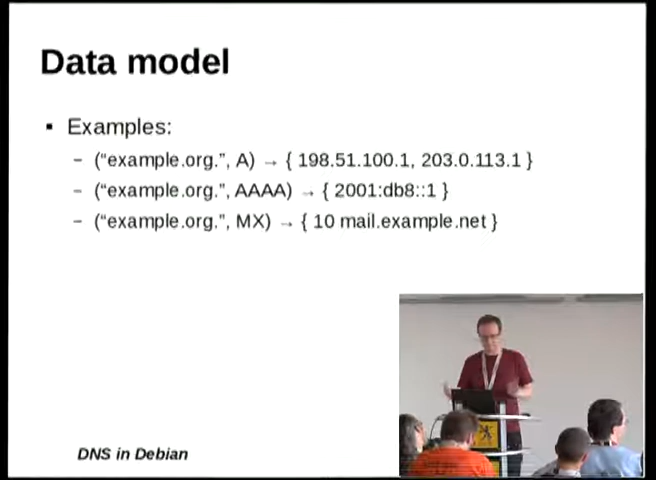 Data model
▪ Examples:
– (“example.org.”, A) → { 198.51.100.1, 203.0.113.1 }
– (“example.org.”, AAAA) → { 2001:db8::1 }
– (“example.org.”, MX) → { 10 mail.example.net }
DNS in Debian